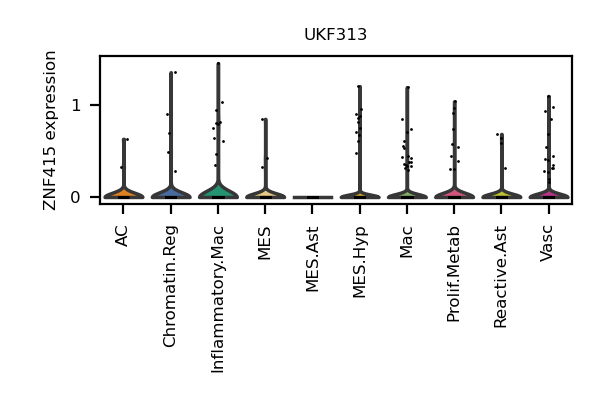 UKF313
ZNF415 expression
1
0
AC
Chromatin.Reg
Inflammatory.Mac
MES
MES.Ast
MES.Hyp
Mac
Prolif.Metab
Reactive.Ast
Vasc